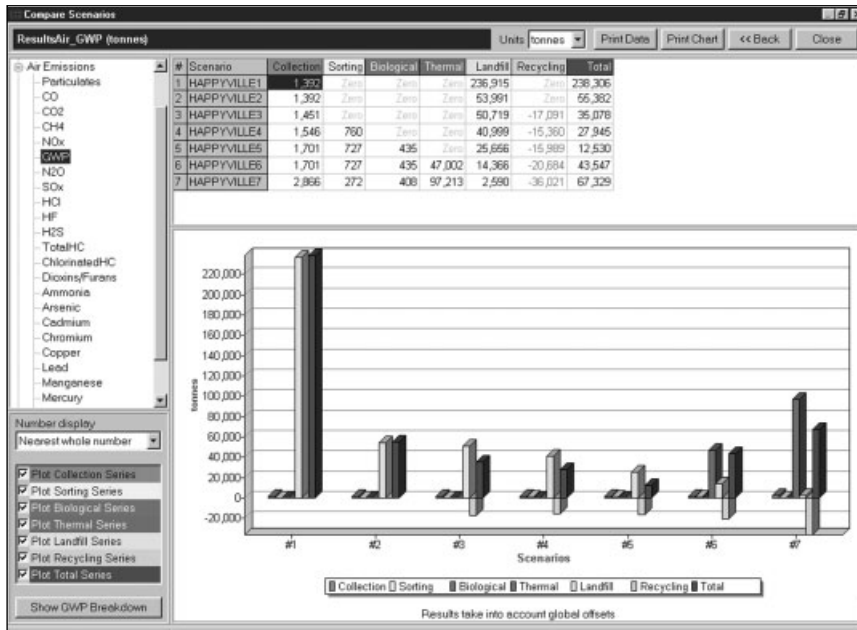 Compare Scenarios
ResultsAir_GWP (tonnes)
Units tonnes
Print Data
Print Chart
<< Back
Close
Air Emissions
Particulates
CO
CO2
CH4
NOx
GWP
N2O
SOx
HCl
HF
H2S
TotalHC
ChlorinatedHC
Dioxins/Furans
Ammonia
Arsenic
Cadmium
Chromium
Copper
Lead
Manganese
Mercury
# Scenario Collection Sorting Biological Thermal Landfill Recycling Total
1 HAPPYVILLE1 1,392 Zero Zero Zero 236,915 Zero 238,306
2 HAPPYVILLE2 1,392 Zero Zero Zero 53,991 Zero 55,382
3 HAPPYVILLE3 1,451 Zero Zero Zero 50,719 -17,091 35,078
4 HAPPYVILLE4 1,546 760 Zero Zero 40,999 -15,360 27,945
5 HAPPYVILLE5 1,701 727 435 Zero 25,656 -15,989 12,530
6 HAPPYVILLE6 1,701 727 435 47,002 14,366 -20,684 43,547
7 HAPPYVILLE7 2,866 272 408 97,213 2,590 -36,021 67,329
Number display
Nearest whole number
Plot Collection Series
Plot Sorting Series
Plot Biological Series
Plot Thermal Series
Plot Landfill Series
Plot Recycling Series
Plot Total Series
Show GWP Breakdown
tonnes
220,000
200,000
180,000
160,000
140,000
120,000
100,000
80,000
60,000
40,000
20,000
0
-20,000
#1 #2 #3 #4 #5 #6 #7
Scenarios
Collection Sorting Biological Thermal Landfill Recycling Total
Results take into account global offsets